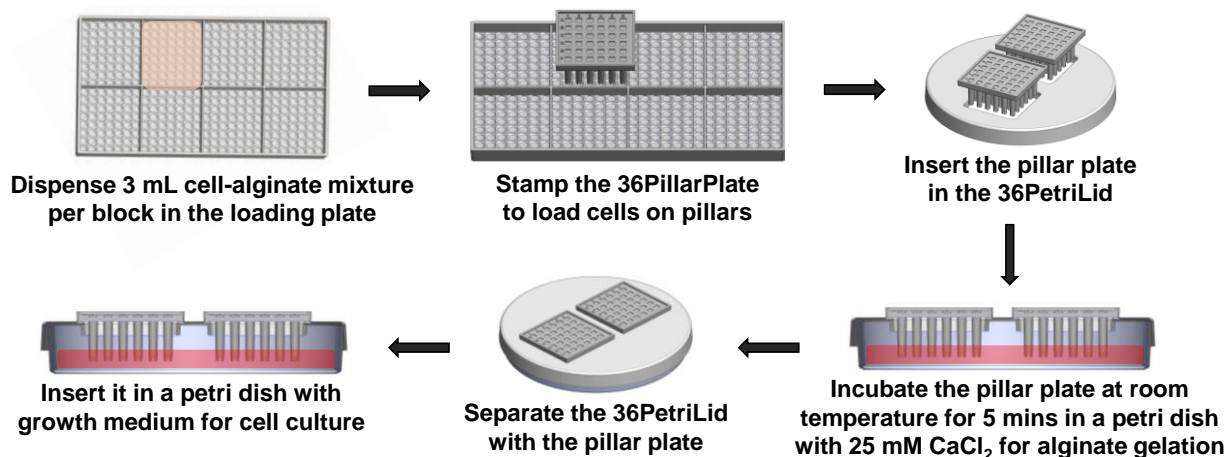 Dispense 3 mL cell-alginate mixture
per block in the loading plate
Stamp the 36PillarPlate
to load cells on pillars
Insert the pillar plate
in the 36PetriLid
Incubate the pillar plate at room
temperature for 5 mins in a petri dish
with 25 mM CaCl₂ for alginate gelation
Separate the 36PetriLid
with the pillar plate
Insert it in a petri dish with
growth medium for cell culture